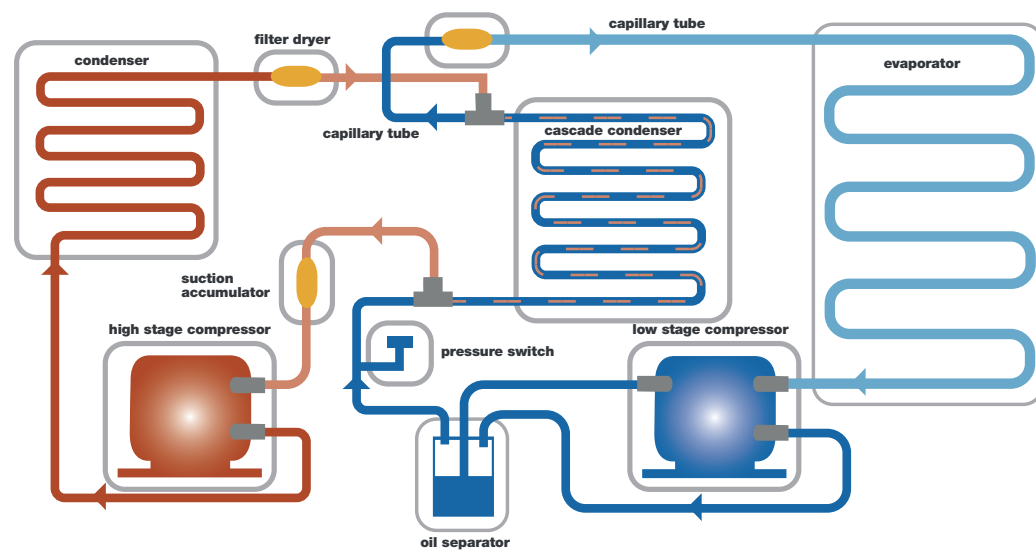 capillary tube
filter dryer
condenser
evaporator
capillary tube
cascade condenser
suction
accumulator
high stage compressor
low stage compressor
pressure switch
oil separator